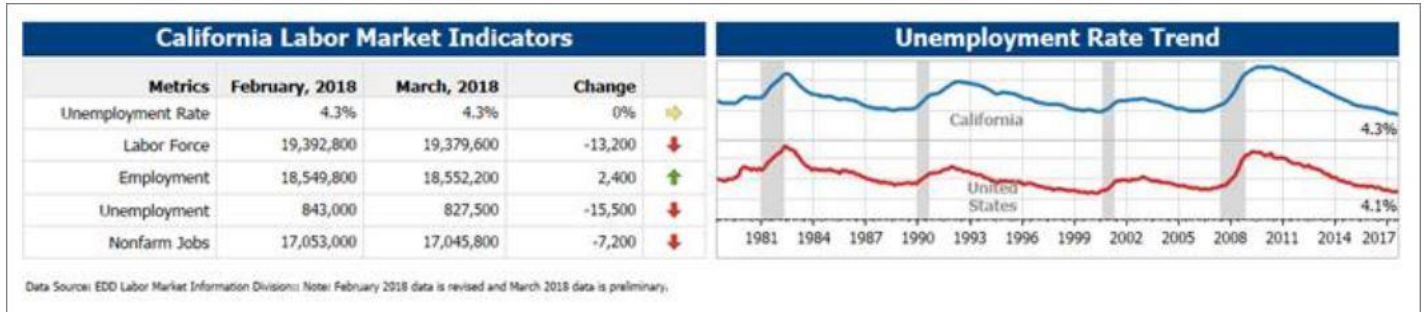 California Labor Market Indicators
Metrics February, 2018 March, 2018 Change
Unemployment Rate 4.3% 4.3% 0%
Labor Force 19,392,800 19,379,600 -13,200
Employment 18,549,800 18,552,200 2,400
Unemployment 843,000 827,500 -15,500
Nonfarm Jobs 17,053,000 17,045,800 -7,200
Unemployment Rate Trend
California
4.3%
United
States
4.1%
1981 1984 1987 1990 1993 1996 1999 2002 2005 2008 2011 2014 2017
Data Source: EDD Labor Market Information Division:: Note: February 2018 data is revised and March 2018 data is preliminary.